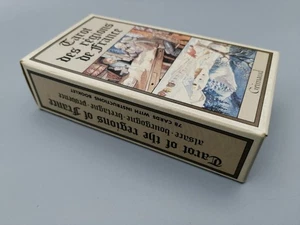 Tarot
des régions
de France
Grimaud
Tarot of the regions of France
alsace-bourgogne-bretagne-provence
78 CARDS WITH INSTRUCTIONS BOOKLET